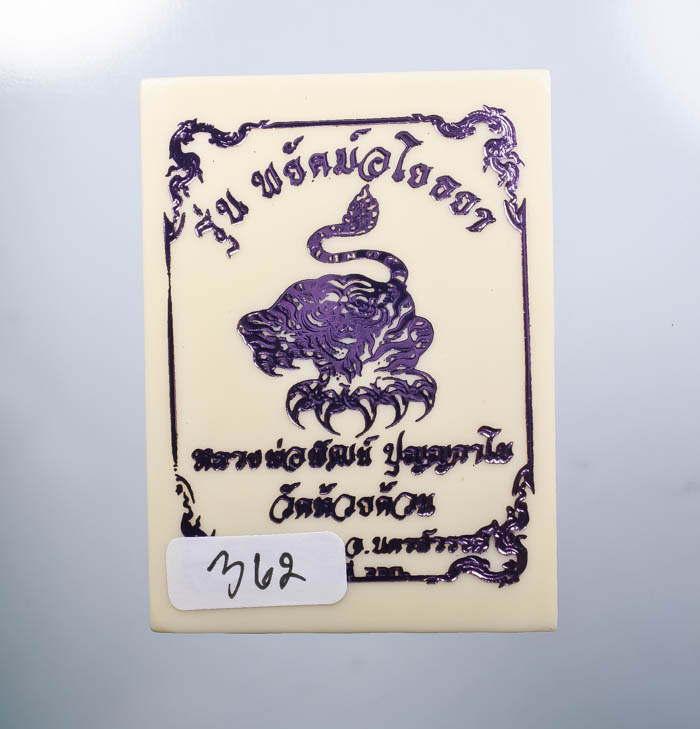 รุ่น พยัคฆ์อโยธยา
หลวงพ่อพัฒน์ ปุญญกาโม
วัดห้วยด้วน
จ.นครสวรรค์
362